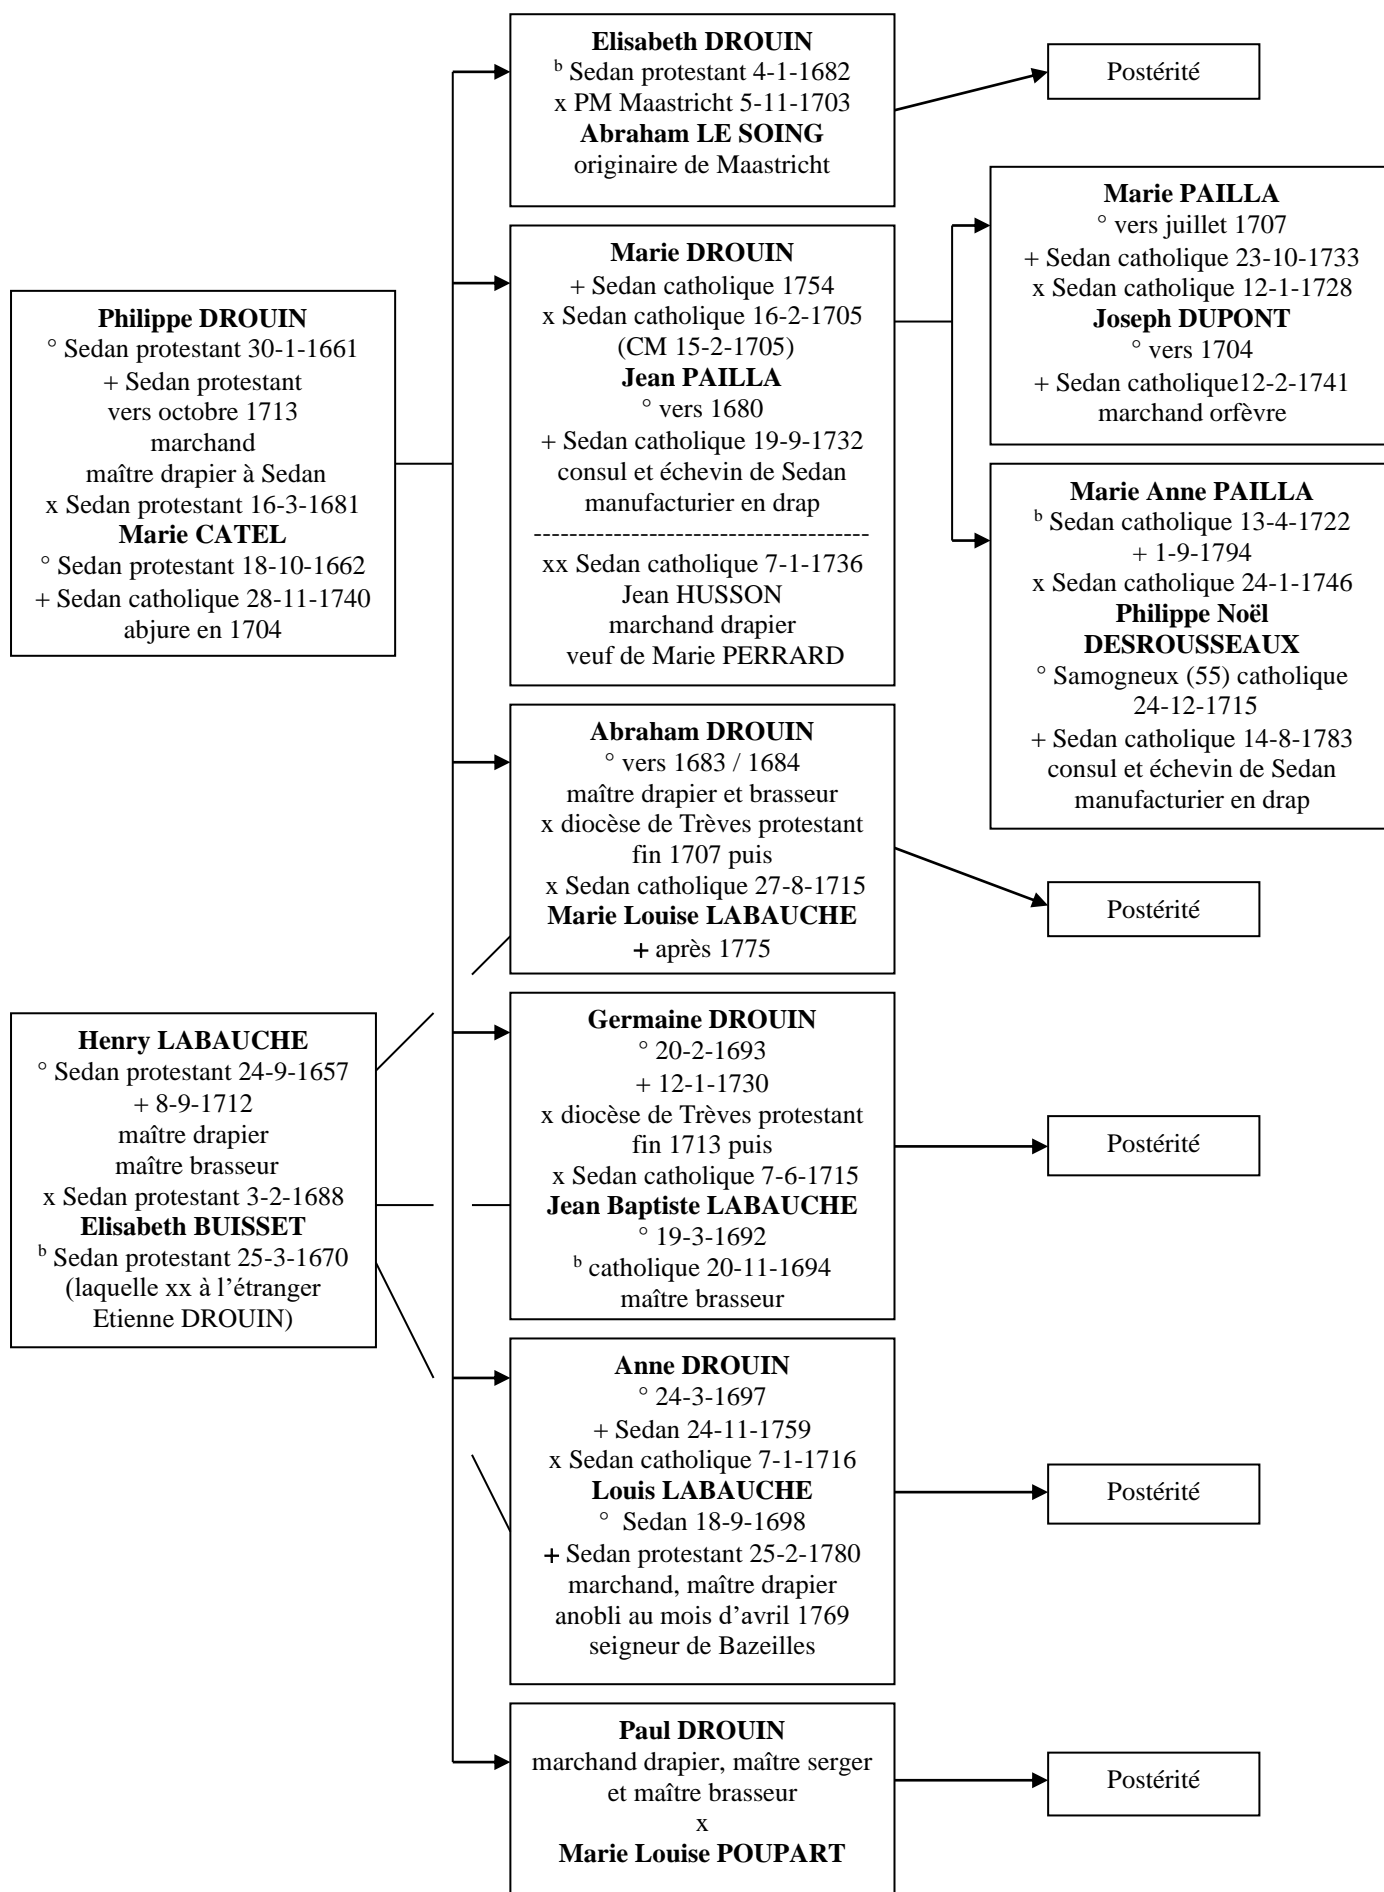 Philippe DROUIN
° Sedan protestant 30-1-1661
+ Sedan protestant
vers octobre 1713
marchand
maître drapier à Sedan
x Sedan protestant 16-3-1681
Marie CATEL
° Sedan protestant 18-10-1662
+ Sedan catholique 28-11-1740
abjure en 1704
Henry LABAUCHE
° Sedan protestant 24-9-1657
+ 8-9-1712
maître drapier
maître brasseur
x Sedan protestant 3-2-1688
Elisabeth BUISSET
b Sedan protestant 25-3-1670
(laquelle xx à l’étranger
Etienne DROUIN)
Elisabeth DROUIN
b Sedan protestant 4-1-1682
x PM Maastricht 5-11-1703
Abraham LE SOING
originaire de Maastricht
Marie DROUIN
+ Sedan catholique 1754
x Sedan catholique 16-2-1705
(CM 15-2-1705)
Jean PAILLA
° vers 1680
+ Sedan catholique 19-9-1732
consul et échevin de Sedan
manufacturier en drap
---------------------------------------
xx Sedan catholique 7-1-1736
Jean HUSSON
marchand drapier
veuf de Marie PERRARD
Abraham DROUIN
° vers 1683 / 1684
maître drapier et brasseur
x diocèse de Trèves protestant
fin 1707 puis
x Sedan catholique 27-8-1715
Marie Louise LABAUCHE
+ après 1775
Germaine DROUIN
° 20-2-1693
+ 12-1-1730
x diocèse de Trèves protestant
fin 1713 puis
x Sedan catholique 7-6-1715
Jean Baptiste LABAUCHE
° 19-3-1692
b catholique 20-11-1694
maître brasseur
Anne DROUIN
° 24-3-1697
+ Sedan 24-11-1759
x Sedan catholique 7-1-1716
Louis LABAUCHE
° Sedan 18-9-1698
+ Sedan protestant 25-2-1780
marchand, maître drapier
anobli au mois d’avril 1769
seigneur de Bazeilles
Paul DROUIN
marchand drapier, maître serger
et maître brasseur
x
Marie Louise POUPART
Postérité
Marie PAILLA
° vers juillet 1707
+ Sedan catholique 23-10-1733
x Sedan catholique 12-1-1728
Joseph DUPONT
° vers 1704
+ Sedan catholique12-2-1741
marchand orfèvre
Marie Anne PAILLA
b Sedan catholique 13-4-1722
+ 1-9-1794
x Sedan catholique 24-1-1746
Philippe Noël
DESROUSSEAUX
° Samogneux (55) catholique
24-12-1715
+ Sedan catholique 14-8-1783
consul et échevin de Sedan
manufacturier en drap
Postérité
Postérité
Postérité
Postérité